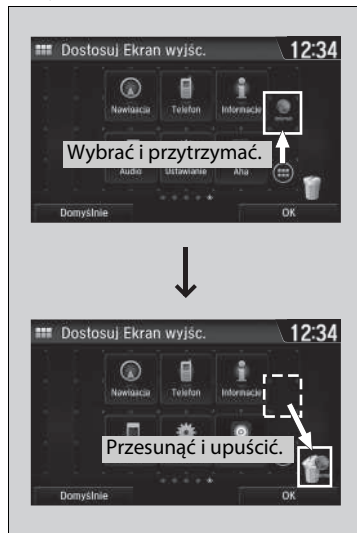 Dostosuj Ekran wyjśc.
12:34
Nawigacja
Telefon
Informacje
Internet
Wybrać i przytrzymać.
Audio
Ustawianie
Aha
Domyślnie
OK
Dostosuj Ekran wyjśc.
12:34
Nawigacja
Telefon
Informacje
Przesunąć i upuścić.
Domyślnie
OK